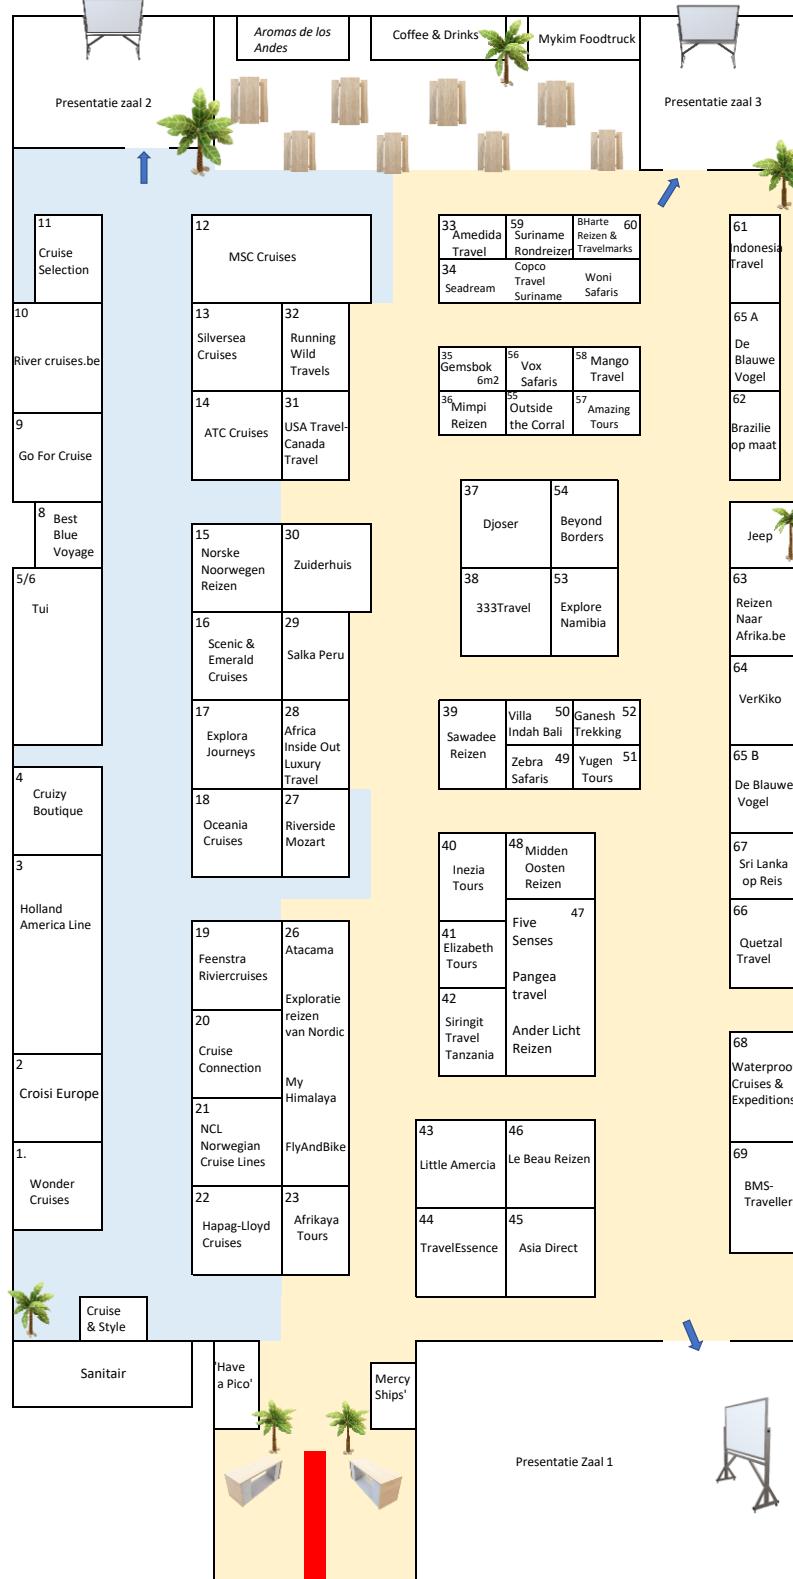 Aromas de los
Andes
Coffee & Drinks
Mykim Foodtruck
Presentatie zaal 2
Presentatie zaal 3
11
Cruise
Selection
12
MSC Cruises
33
Amedida
Travel
59
Suriname
Rondreizen
BHarte
Reizen &
Travelmarks
60
34
Seadream
Copco
Travel
Suriname
Woni
Safaris
61
Indonesia
Travel
10
River cruises.be
13
Silversea
Cruises
32
Running
Wild
Travels
65 A
De
Blauwe
Vogel
35
Gemsbok
6m2
56
Vox
Safaris
58
Mango
Travel
9
Go For Cruise
14
ATC Cruises
31
USA Travel-
Canada
Travel
36
Mimpi
Reizen
55
Outside
the Corral
57
Amazing
Tours
62
Brazilie
op maat
8
Best
Blue
Voyage
15
Norske
Noorwegen
Reizen
30
Zuiderhuis
37
Djoser
54
Beyond
Borders
Jeep
5/6
Tui
16
Scenic &
Emerald
Cruises
29
Salka Peru
38
333Travel
53
Explore
Namibia
63
Reizen
Naar
Afrika.be
64
VerKiko
17
Explora
Journeys
28
Africa
Inside Out
Luxury
Travel
39
Sawadee
Reizen
Villa
Indah Bali
50
Ganesh
Trekking
52
Zebra
Safaris
49
Yugen
Tours
51
65 B
De Blauwe
Vogel
4
Cruizy
Boutique
18
Oceania
Cruises
27
Riverside
Mozart
40
Inezia
Tours
48
Midden
Oosten
Reizen
67
Sri Lanka
op Reis
3
Holland
America Line
19
Feenstra
Riviercruises
26
Atacama
Exploratie
reizen
van Nordic
My
Himalaya
FlyAndBike
41
Elizabeth
Tours
47
Five
Senses
Pangea
travel
Ander Licht
Reizen
66
Quetzal
Travel
42
Siringit
Travel
Tanzania
20
Cruise
Connection
2
Croisi Europe
68
Waterproo
Cruises &
Expeditions
21
NCL
Norwegian
Cruise Lines
43
Little Amercia
46
Le Beau Reizen
1.
Wonder
Cruises
69
BMS-
Traveller
22
Hapag-Lloyd
Cruises
23
Afrikaya
Tours
44
TravelEssence
45
Asia Direct
Cruise
& Style
Sanitair
'Have
a Pico'
Mercy
Ships'
Presentatie Zaal 1